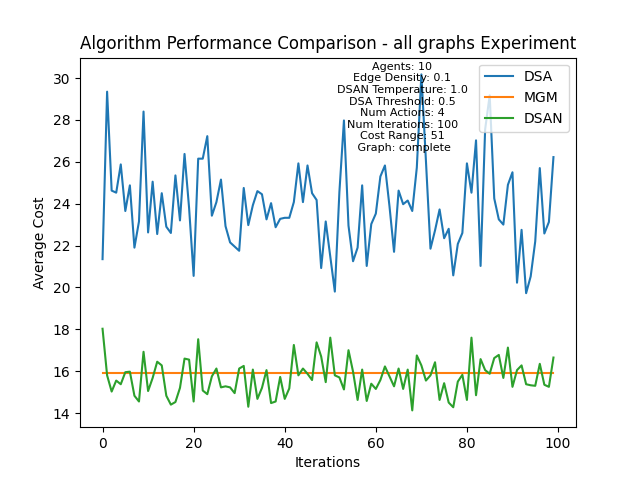 Algorithm Performance Comparison - all graphs Experiment
Agents: 10
Edge Density: 0.1
DSAN Temperature: 1.0
DSA Threshold: 0.5
Num Actions: 4
Num Iterations: 100
Cost Range: 51
Graph: complete
DSA
MGM
DSAN
Average Cost
30
28
26
24
22
20
18
16
14
0
20
40
60
80
100
Iterations